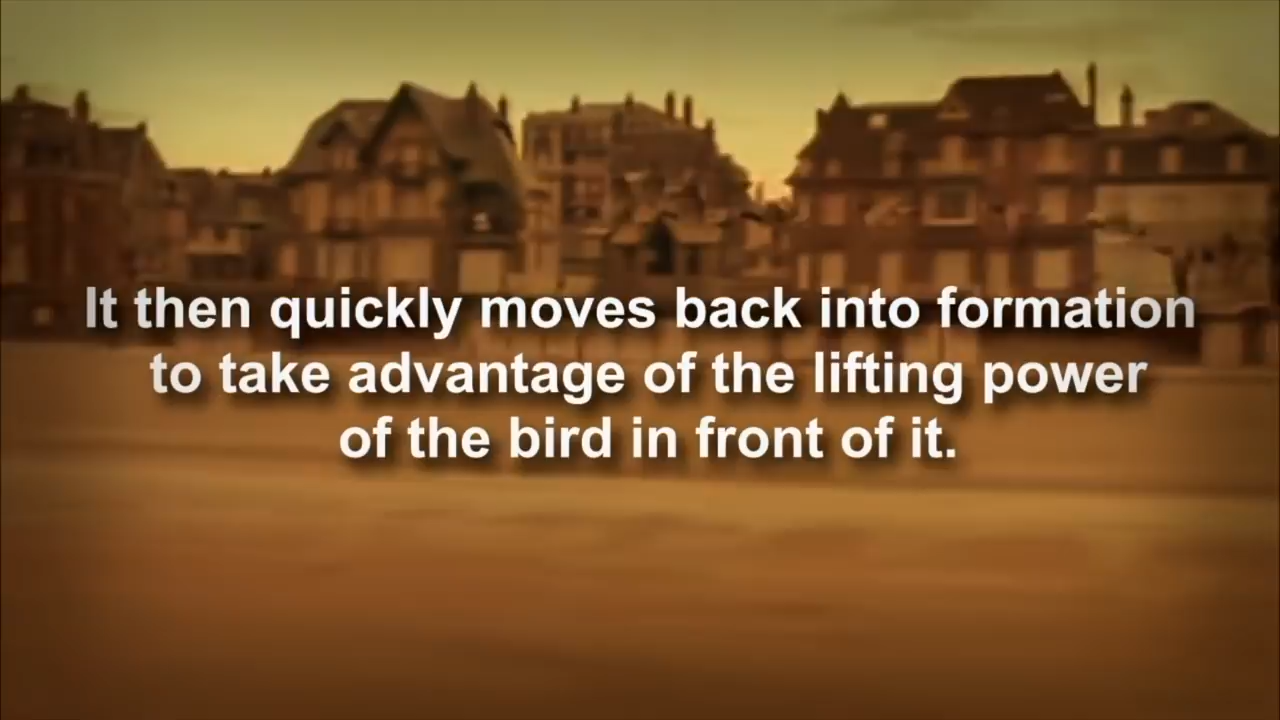 It then quickly moves back into formation
to take advantage of the lifting power
of the bird in front of it.